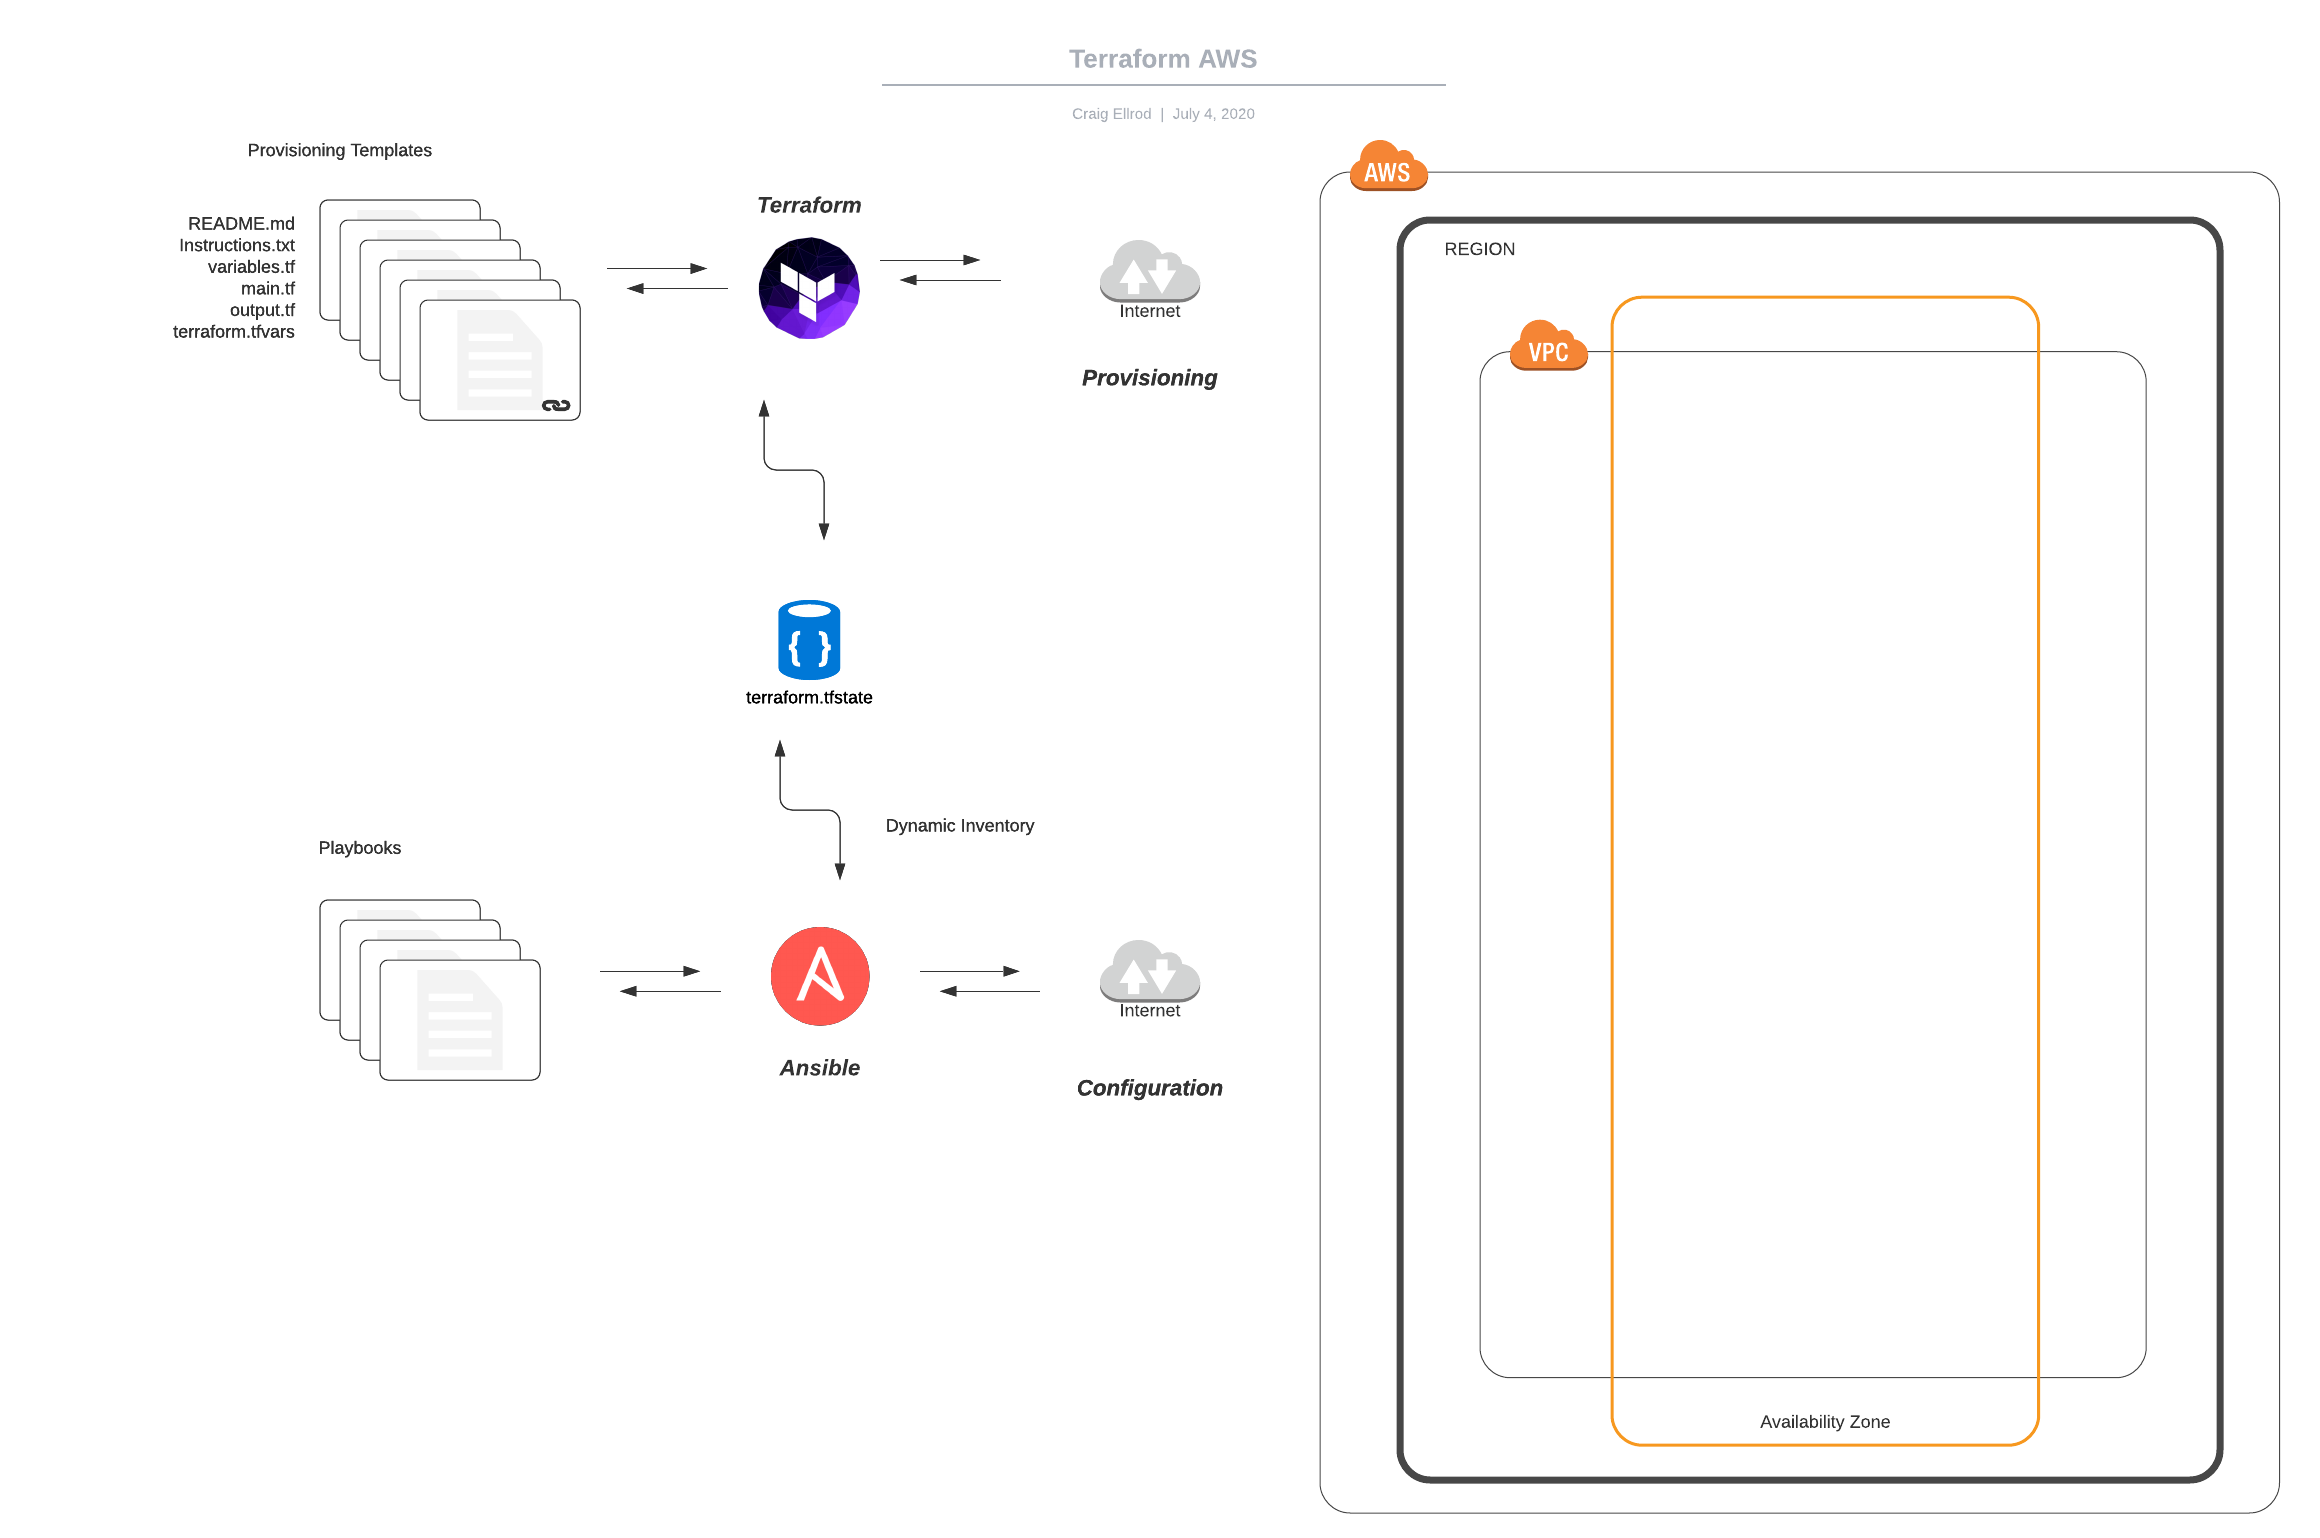 Terraform AWS
Craig Ellrod | July 4, 2020
Provisioning Templates
README.md
Instructions.txt
variables.tf
main.tf
output.tf
terraform.tfvars
Terraform
Internet
Provisioning
terraform.tfstate
Dynamic Inventory
Playbooks
Ansible
Internet
Configuration
AWS
REGION
VPC
Availability Zone